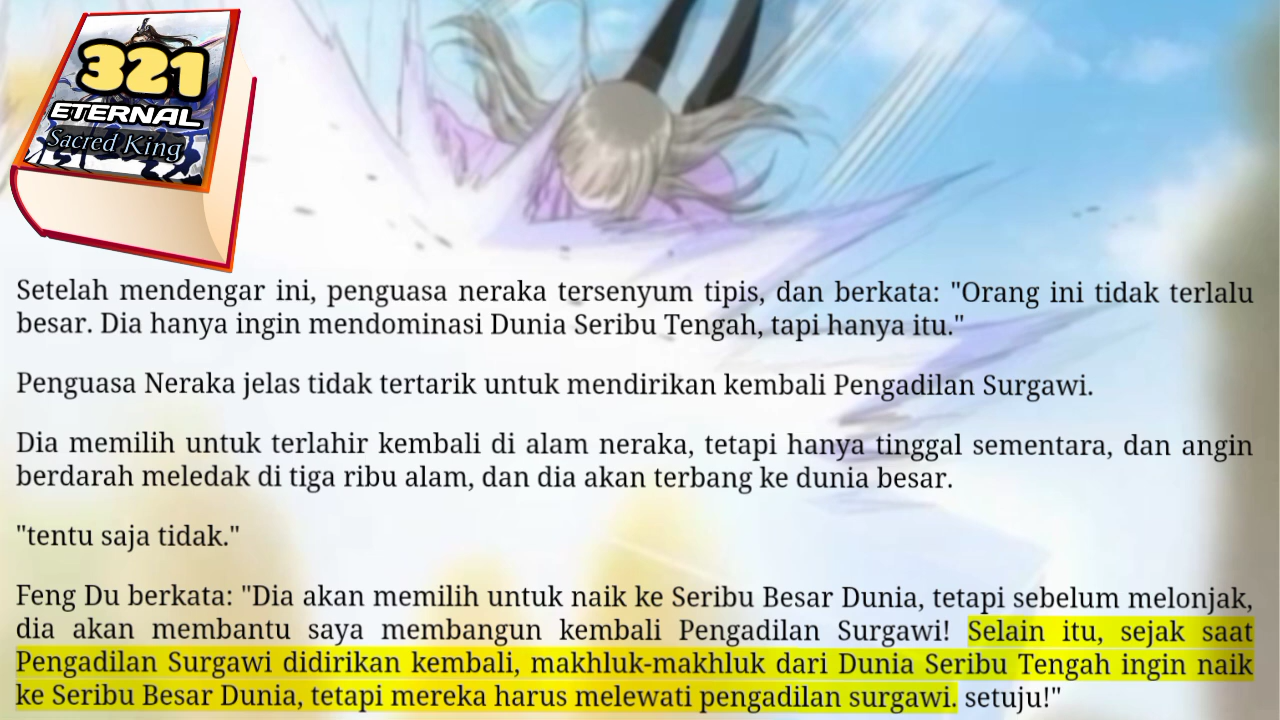 321
ETERNAL
Sacred King
Setelah mendengar ini, penguasa neraka tersenyum tipis, dan berkata: "Orang ini tidak terlalu
besar. Dia hanya ingin mendominasi Dunia Seribu Tengah, tapi hanya itu."
Penguasa Neraka jelas tidak tertarik untuk mendirikan kembali Pengadilan Surgawi.
Dia memilih untuk terlahir kembali di alam neraka, tetapi hanya tinggal sementara, dan angin
berdarah meledak di tiga ribu alam, dan dia akan terbang ke dunia besar.
"tentu saja tidak."
Feng Du berkata: "Dia akan memilih untuk naik ke Seribu Besar Dunia, tetapi sebelum melonjak,
dia akan membantu saya membangun kembali Pengadilan Surgawi! Selain itu, sejak saat
Pengadilan Surgawi didirikan kembali, makhluk-makhluk dari Dunia Seribu Tengah ingin naik
ke Seribu Besar Dunia, tetapi mereka harus melewati pengadilan surgawi. setuju!"